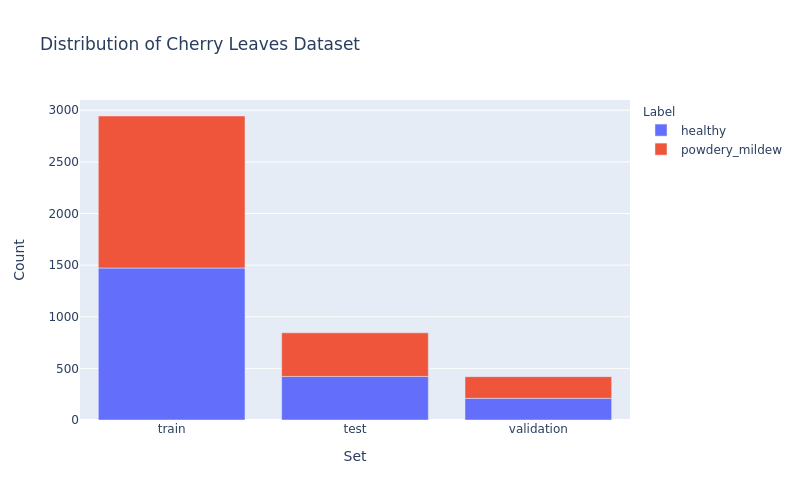 Distribution of Cherry Leaves Dataset
Label
healthy
powdery_mildew
Count
3000
2500
2000
1500
1000
500
0
train
test
validation
Set